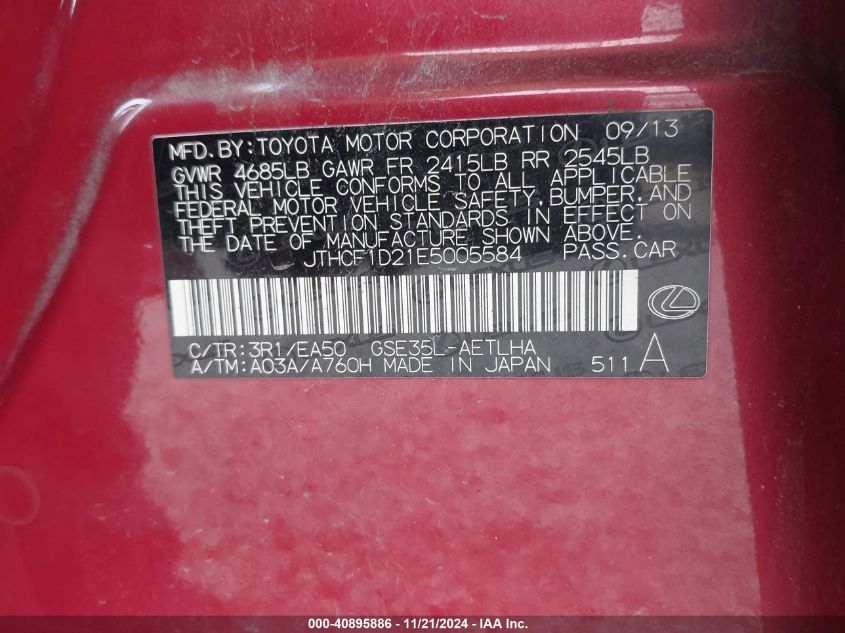 MFD. BY: TOYOTA MOTOR CORPORATION 09/13
GVWR 4685LB GAWR FR 2415LB RR 2545LB
THIS VEHICLE CONFORMS TO ALL APPLICABLE
FEDERAL MOTOR VEHICLE SAFETY, BUMPER, AND
THEFT PREVENTION STANDARDS IN EFFECT ON
THE DATE OF MANUFACTURE SHOWN ABOVE.
JTHCF1D21E5005584 PASS. CAR
C/TR: 3R1/EA50 GSE35L-AETLHA
A/TM: A03A/A760H MADE IN JAPAN 511 A
000-40895886 - 11/21/2024 - IAA Inc.